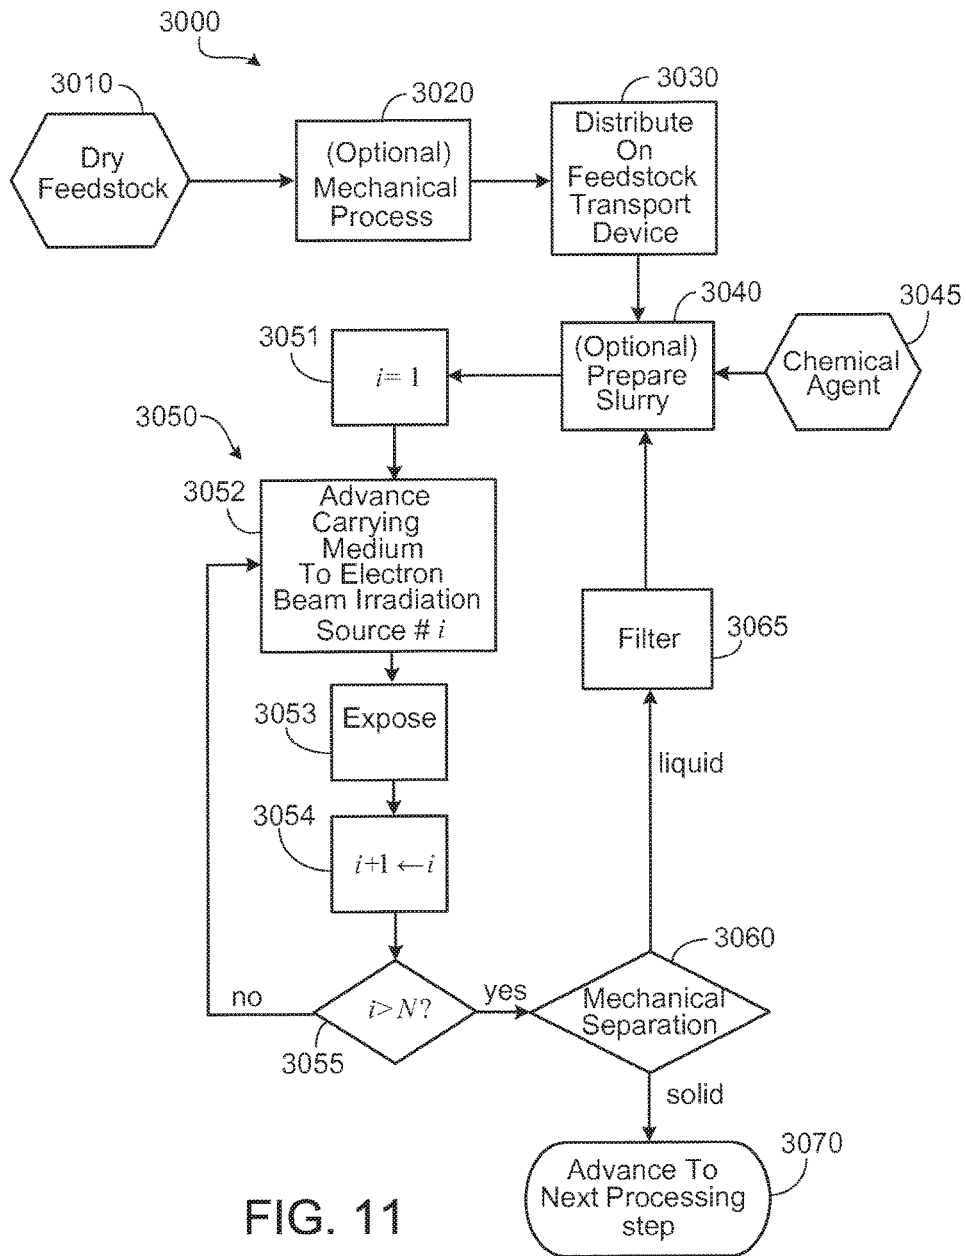 3000
3010
Dry
Feedstock
3020
(Optional)
Mechanical
Process
3030
Distribute
On
Feedstock
Transport
Device
3040
(Optional)
Prepare
Slurry
3045
Chemical
Agent
3051
i = 1
3050
3052
Advance
Carrying
Medium
To Electron
Beam Irradiation
Source # i
3053
Expose
3054
i+1 ← i
3055
i > N?
no
yes
3060
Mechanical
Separation
liquid
Filter
3065
solid
3070
Advance To
Next Processing
step
FIG. 11